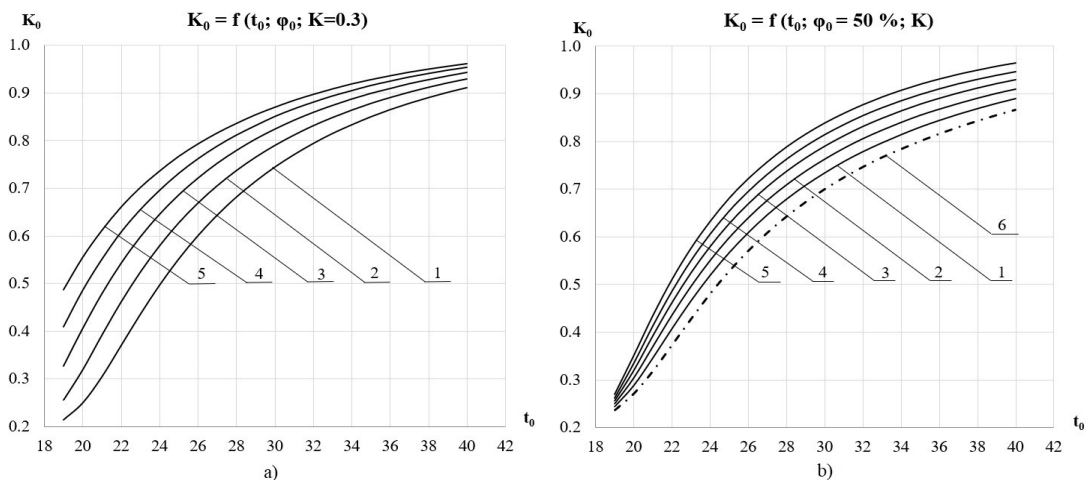 K₀ = f (t₀; φ₀; K=0.3)
K₀
1.0
0.9
0.8
0.7
0.6
0.5
0.4
0.3
0.2
5 4 3 2 1
18 20 22 24 26 28 30 32 34 36 38 40 42
t₀
a)
K₀ = f (t₀; φ₀ = 50 %; K)
K₀
1.0
0.9
0.8
0.7
0.6
0.5
0.4
0.3
0.2
6
5 4 3 2 1
18 20 22 24 26 28 30 32 34 36 38 40 42
t₀
b)